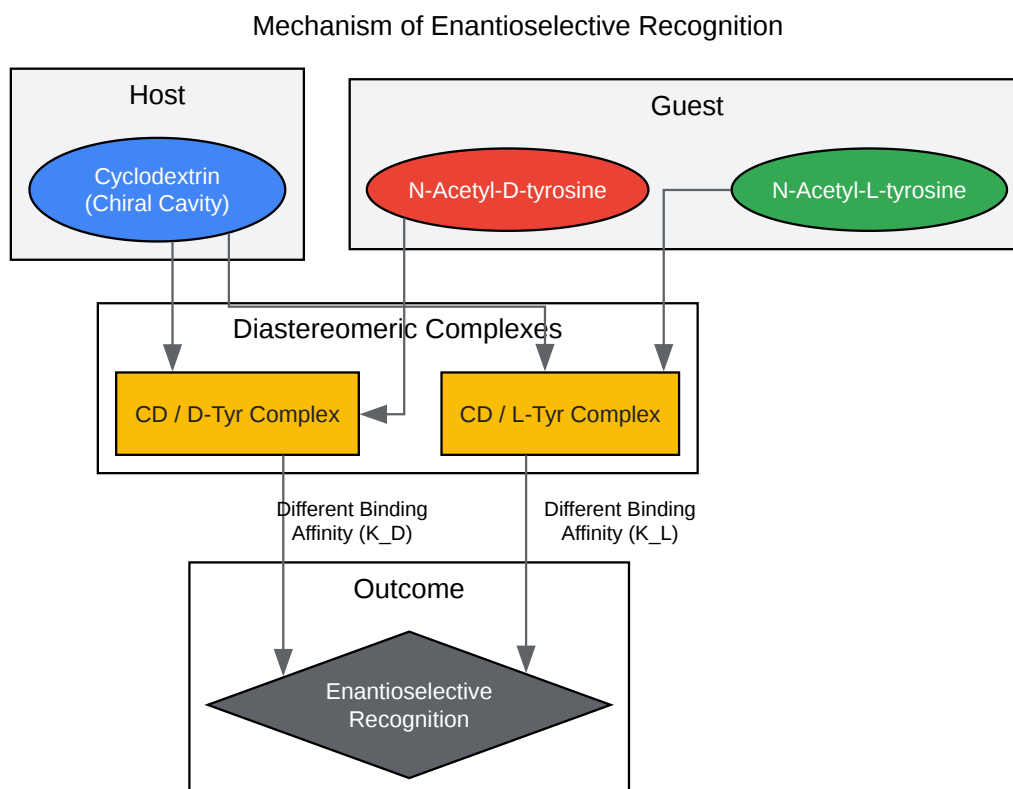 Mechanism of Enantioselective Recognition
Host
Guest
Cyclodextrin
(Chiral Cavity)
N-Acetyl-D-tyrosine
N-Acetyl-L-tyrosine
Diastereomeric Complexes
CD / D-Tyr Complex
CD / L-Tyr Complex
Different Binding
Affinity (K_D)
Different Binding
Affinity (K_L)
Outcome
Enantioselective
Recognition